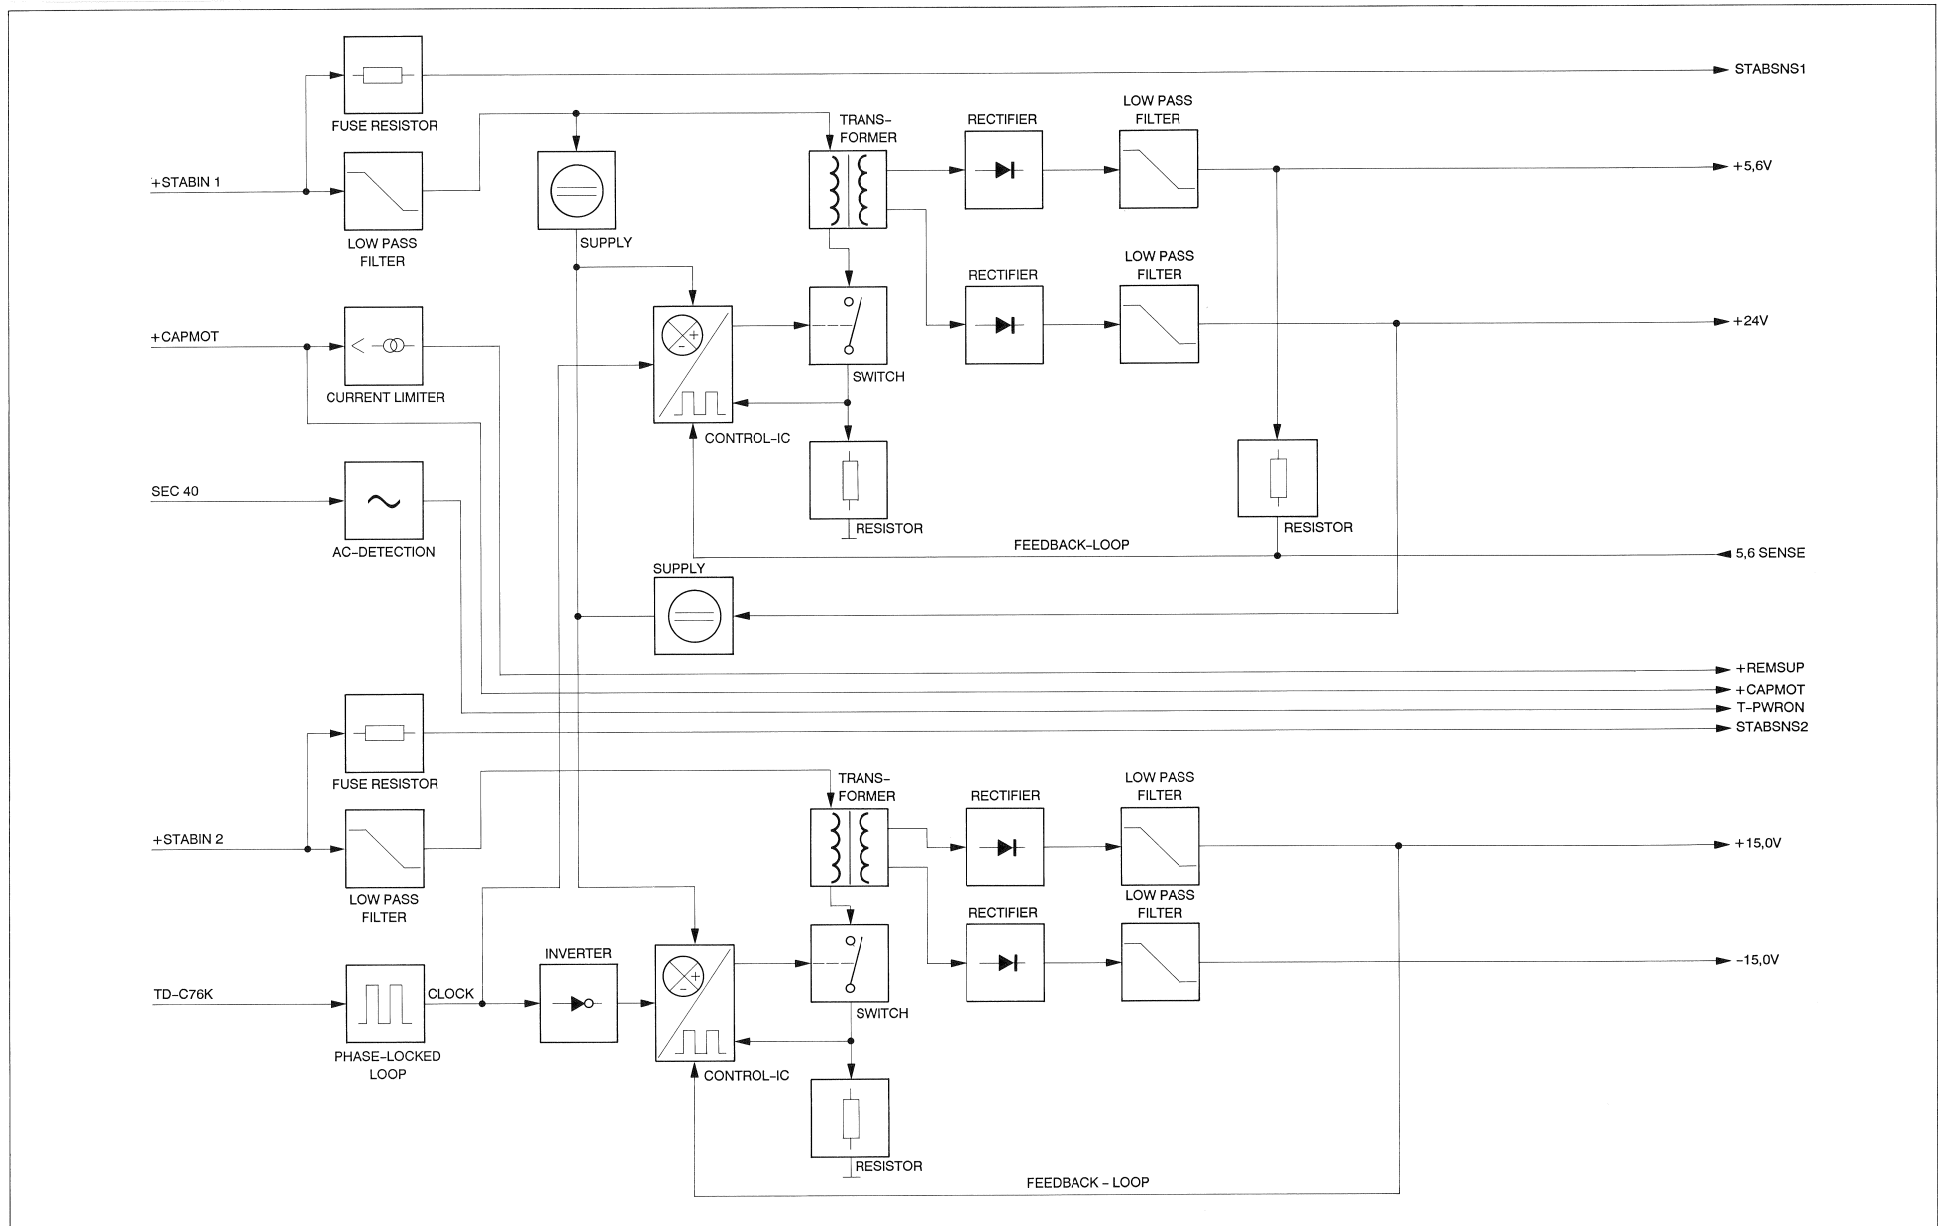 STABSNS1
FUSE RESISTOR
LOW PASS
FILTER
TRANS-
FORMER
RECTIFIER
+5,6V
+STABIN 1
LOW PASS
FILTER
SUPPLY
LOW PASS
FILTER
RECTIFIER
+24V
+CAPMOT
CURRENT LIMITER
SWITCH
CONTROL-IC
SEC 40
AC-DETECTION
RESISTOR
RESISTOR
FEEDBACK-LOOP
5,6 SENSE
SUPPLY
+REMSUP
+CAPMOT
T-PWRON
STABSNS2
FUSE RESISTOR
TRANS-
FORMER
RECTIFIER
LOW PASS
FILTER
+STABIN 2
+15,0V
LOW PASS
FILTER
RECTIFIER
LOW PASS
FILTER
-15,0V
INVERTER
TD-C76K
CLOCK
SWITCH
PHASE-LOCKED
LOOP
CONTROL-IC
RESISTOR
FEEDBACK - LOOP